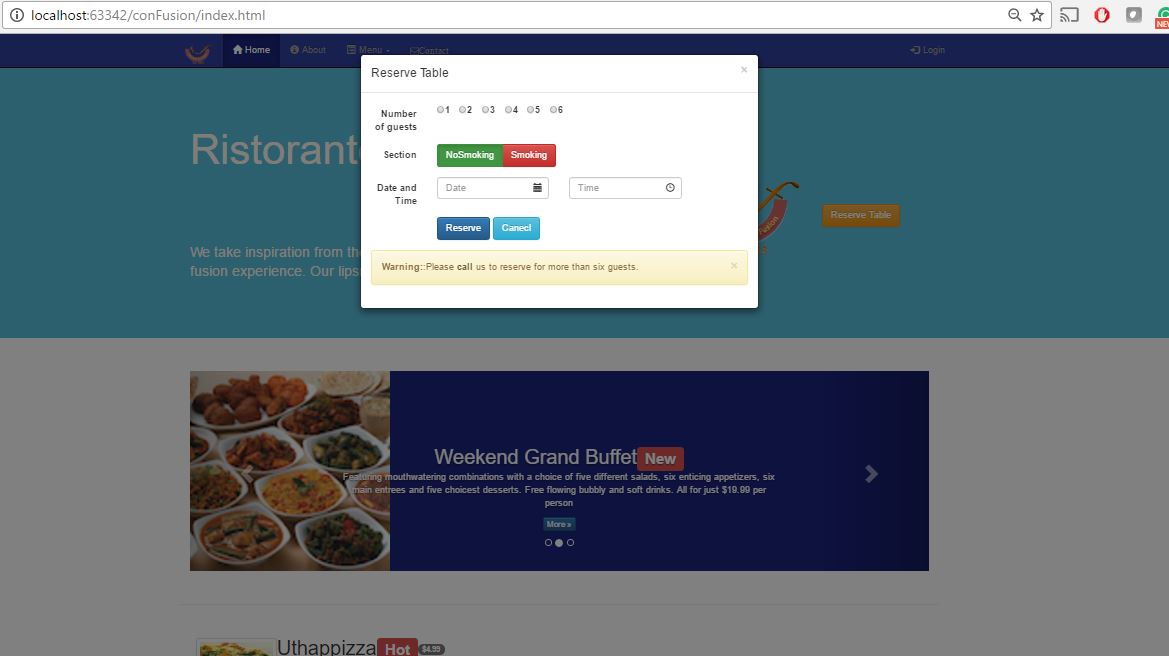 localhost:63342/conFusion/index.html
NEW
Home About Menu Contact Login
Reserve Table ×
Number of guests 1 2 3 4 5 6
Section NoSmoking Smoking
Date and Time Date Time
Reserve Canecl
Warning::Please call us to reserve for more than six guests. ×
Ristorante
Reserve Table
We take inspiration from
fusion experience. Our
Weekend Grand Buffet New
Featuring mouthwatering combinations with a choice of five different salads, six enticing appetizers, six
main entrees and five choicest desserts. Free flowing bubbly and soft drinks. All for just $19.99 per
person
More »
Uthappizza Hot $4.99